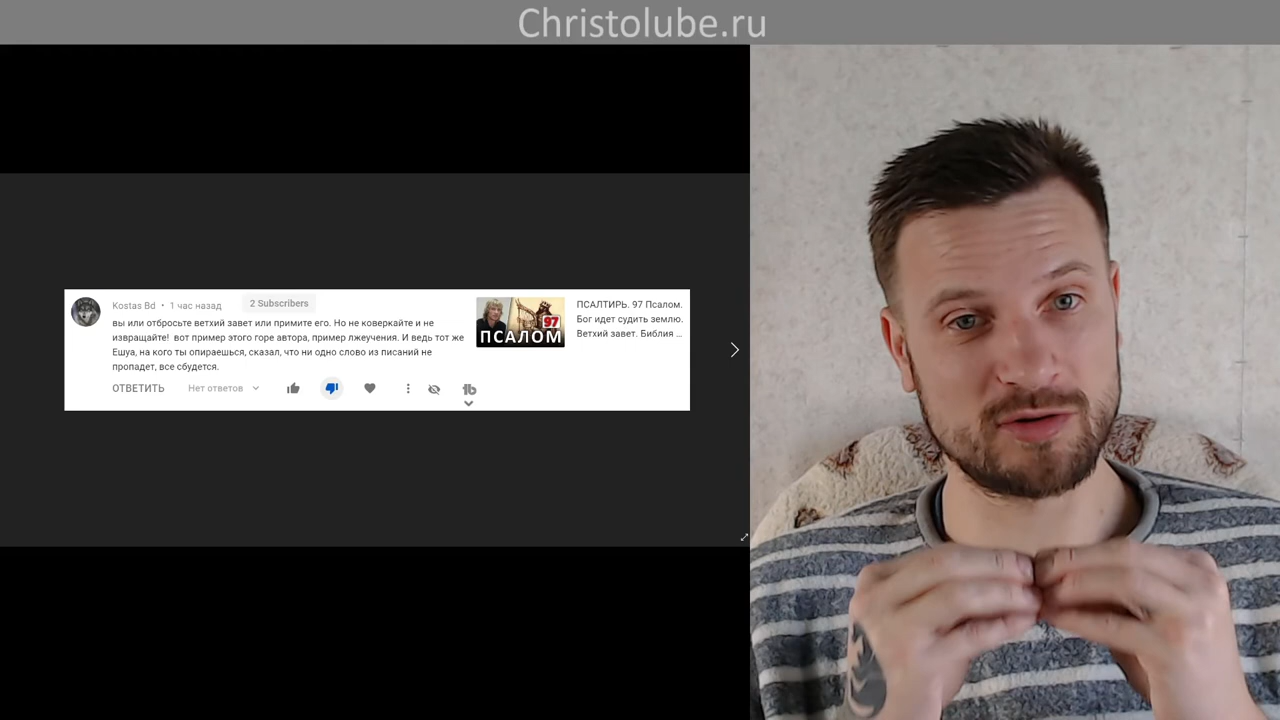 Christolube.ru
Kostas Bd • 1 час назад
2 Subscribers
вы или отбросьте ветхий завет или примите его. Но не коверкайте и не
извращайте! вот пример этого горе автора, пример лжеучения. И ведь тот же
Ешуа, на кого ты опираешься, сказал, что ни одно слово из писаний не
пропадет, все сбудется.
ОТВЕТИТЬ
Нет ответов
97
ПСАЛОМ
ПСАЛТИРЬ. 97 Псалом.
Бог идет судить землю.
Ветхий завет. Библия ...